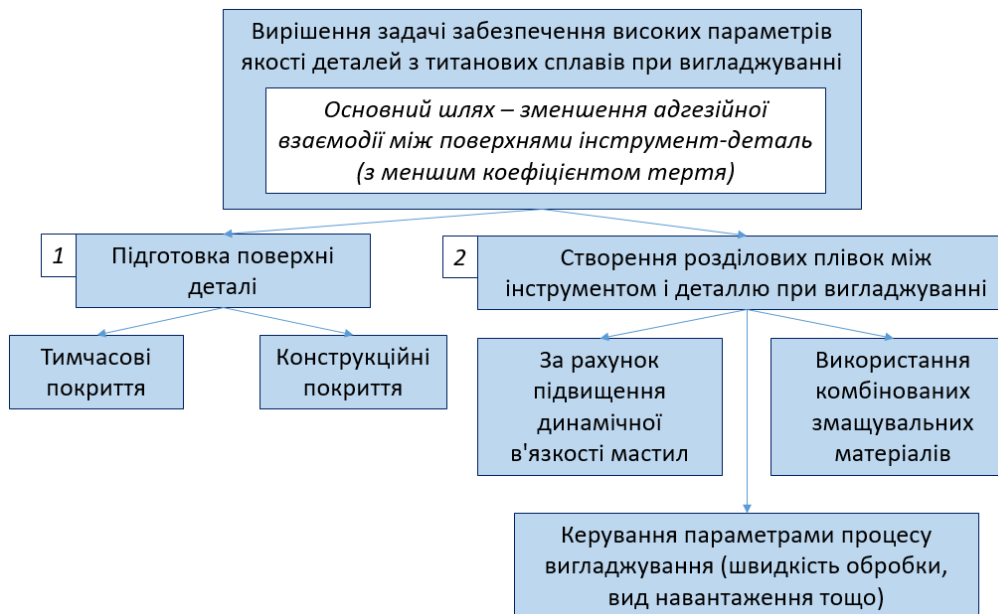 Вирішення задачі забезпечення високих параметрів
якості деталей з титанових сплавів при вигладжуванні
Основний шлях – зменшення адгезійної
взаємодії між поверхнями інструмент-деталь
(з меншим коефіцієнтом тертя)
1
Підготовка поверхні
деталі
2
Створення розділових плівок між
інструментом і деталлю при вигладжуванні
Тимчасові
покриття
Конструкційні
покриття
За рахунок
підвищення
динамічної
в'язкості мастил
Використання
комбінованих
змащувальних
матеріалів
Керування параметрами процесу
вигладжування (швидкість обробки,
вид навантаження тощо)